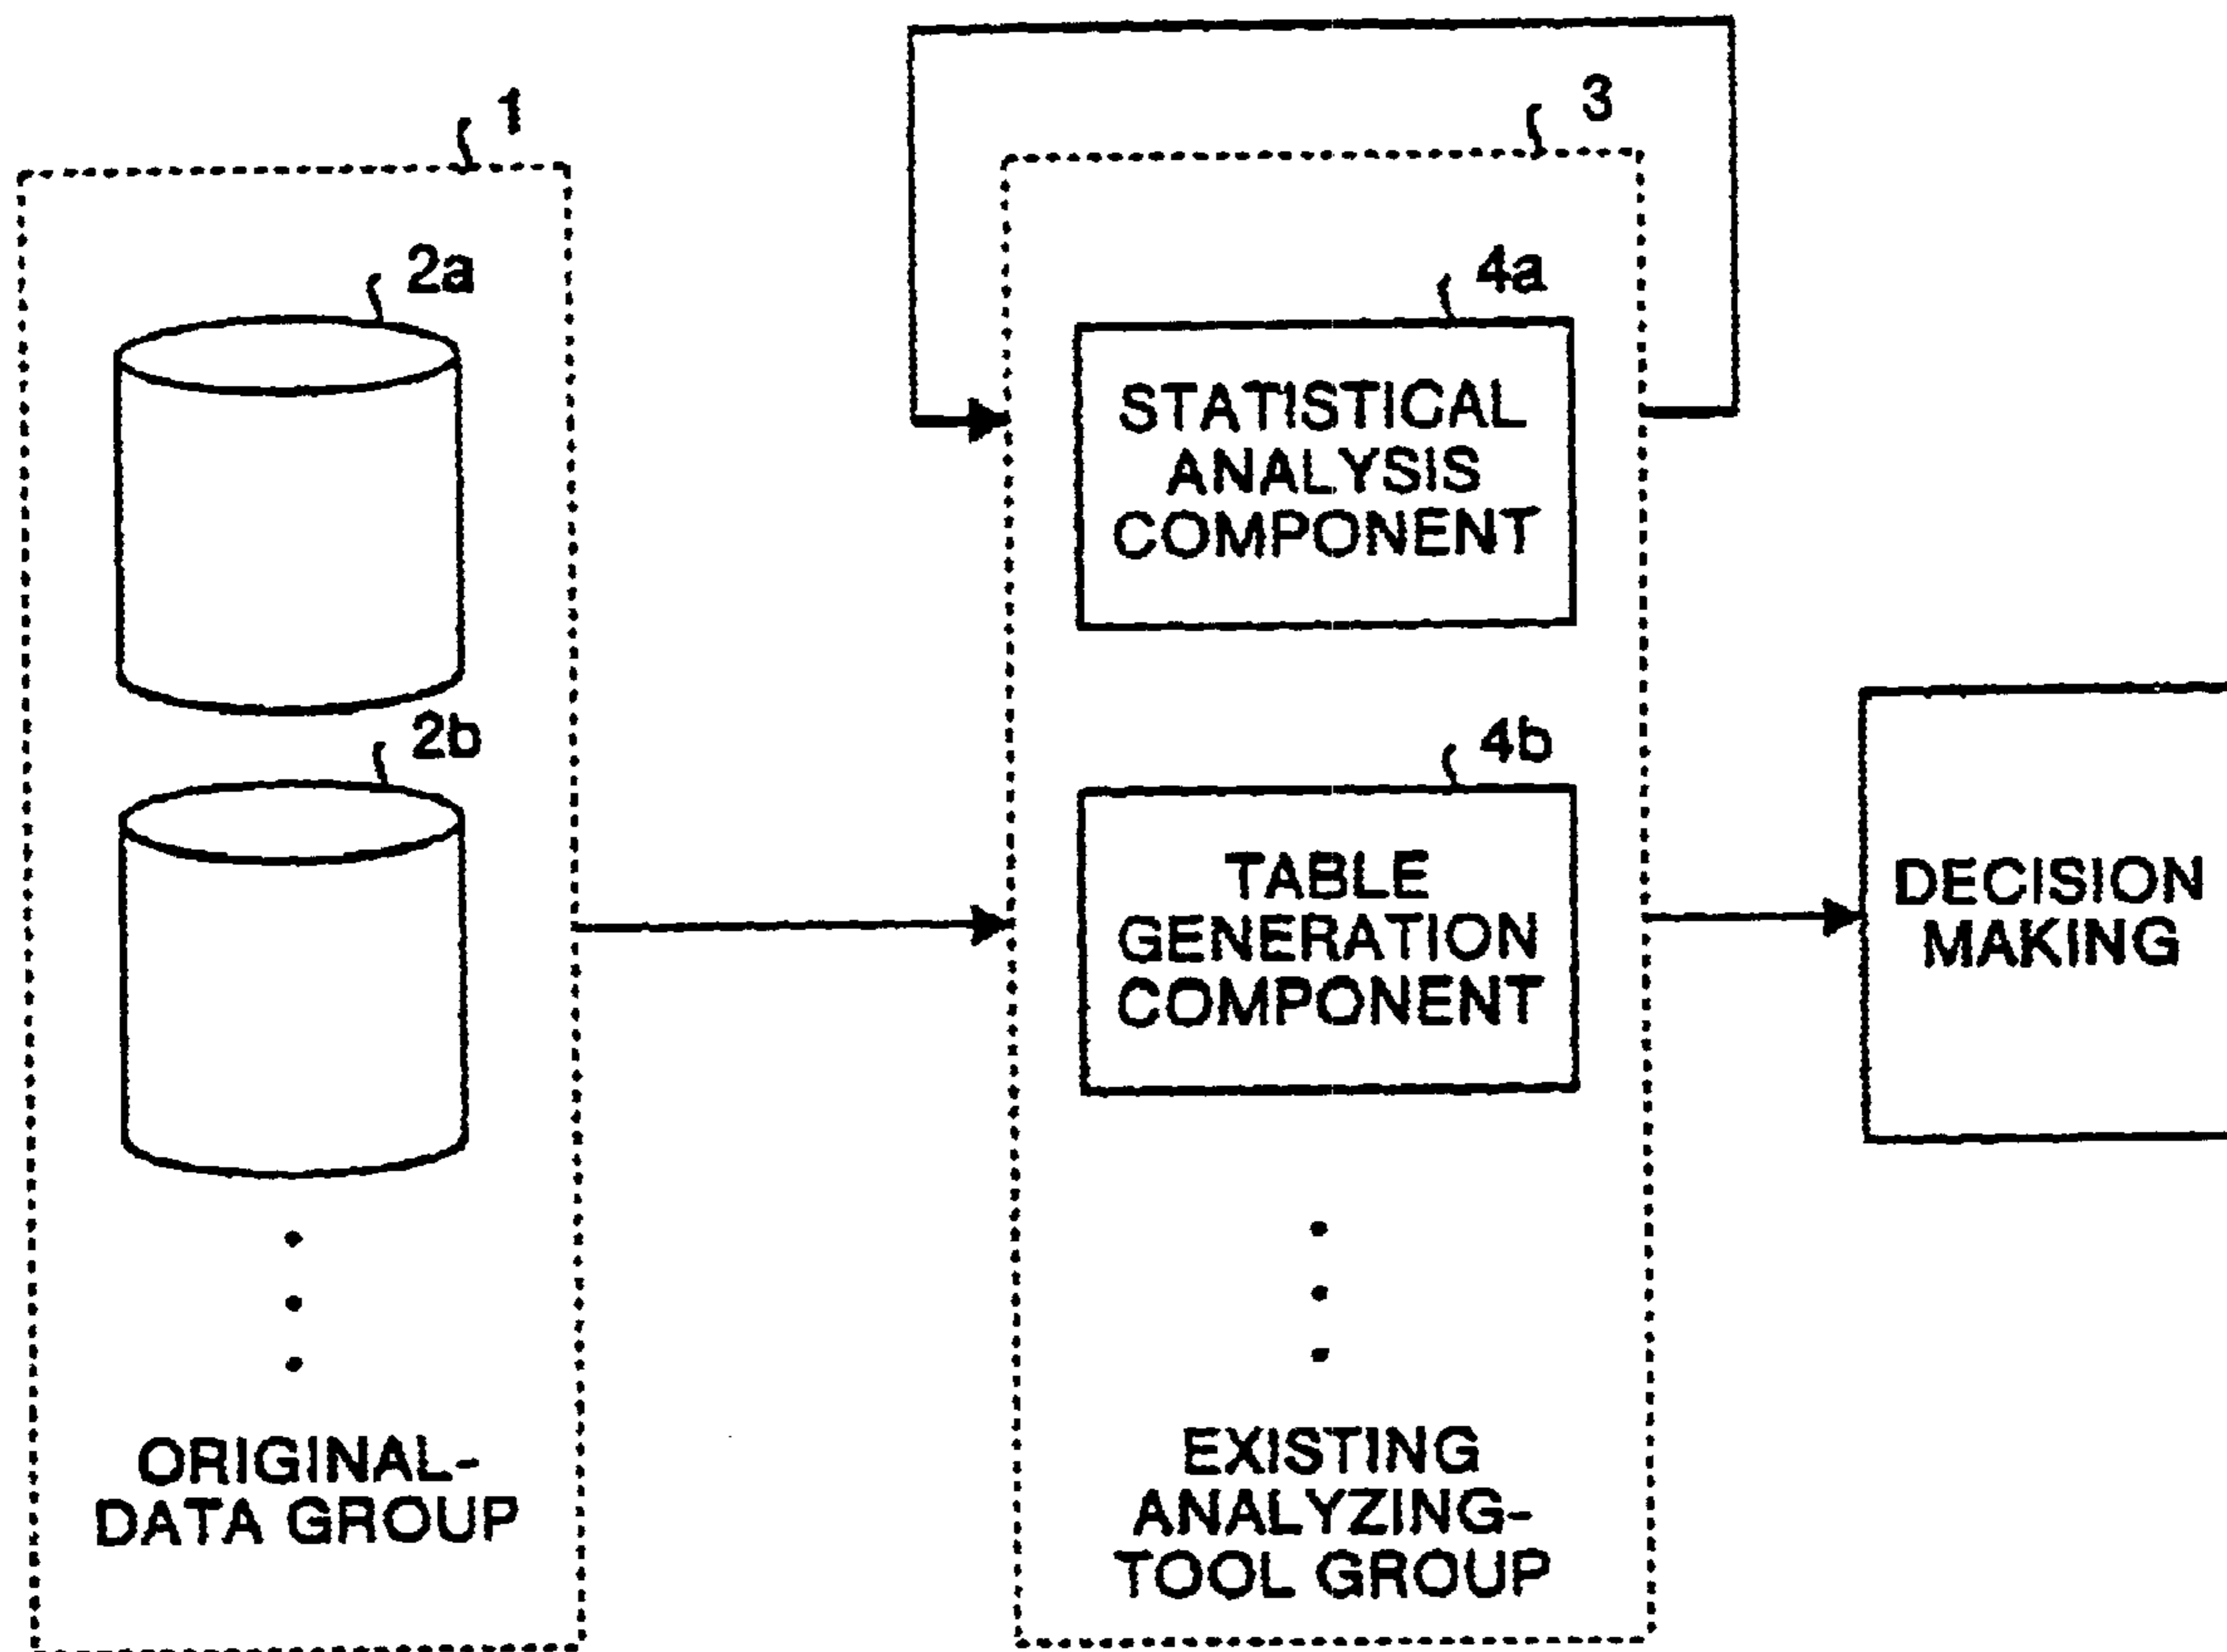 1
3
2a
4a
STATISTICAL
ANALYSIS
COMPONENT
2b
4b
TABLE
GENERATION
COMPONENT
DECISION
MAKING
ORIGINAL-
DATA GROUP
EXISTING
ANALYZING-
TOOL GROUP